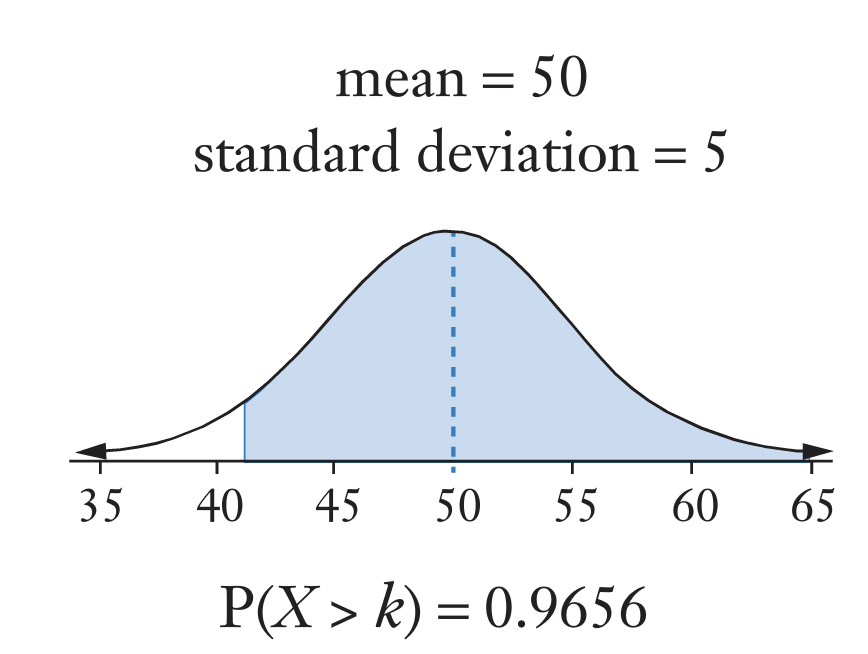 mean = 50
standard deviation = 5
35 40 45 50 55 60 65
P(X > k) = 0.9656